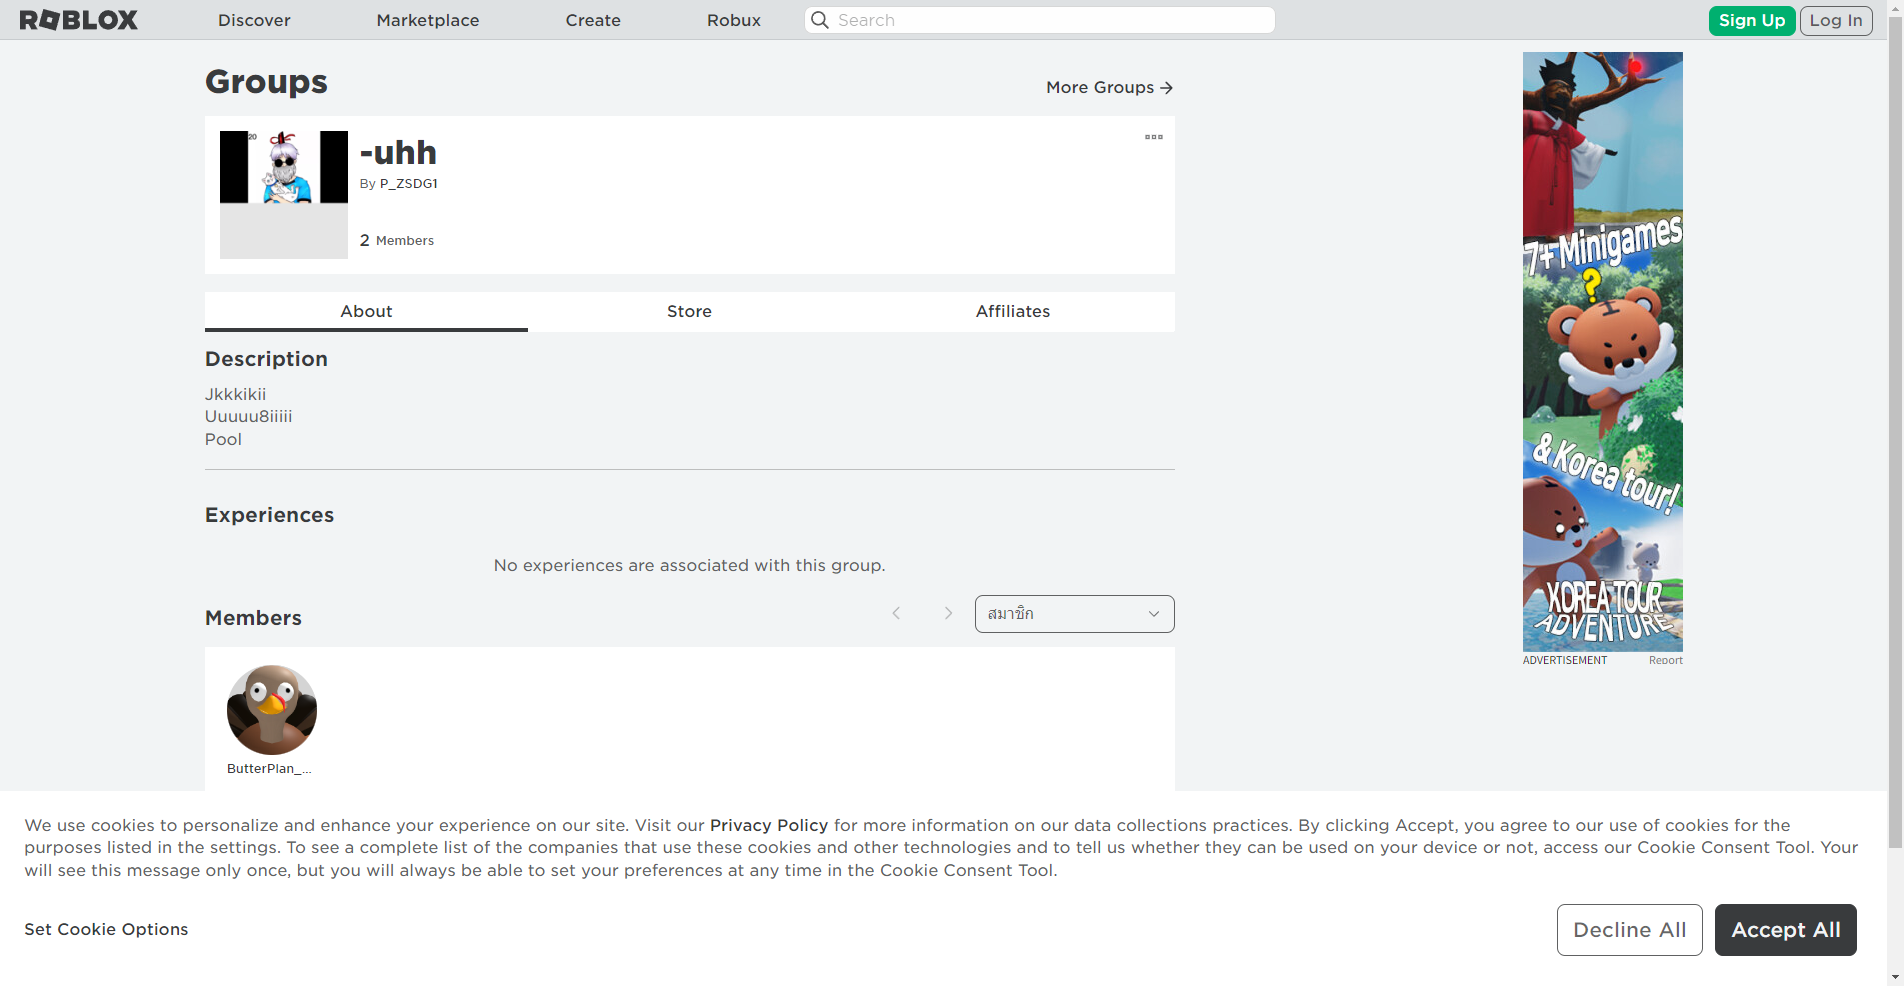 ROBLOX
Discover
Marketplace
Create
Robux
Search
Sign Up
Log In
Groups
More Groups
20
-uhh
By P_ZSDG1
2 Members
About
Store
Affiliates
Description
Jkkkikii
Uuuuu8iiiii
Pool
Experiences
No experiences are associated with this group.
Members
สมาชิก
ButterPlan_...
7+ Minigames
?
& Korea tour!
KOREA TOUR
ADVENTURE
ADVERTISEMENT
Report
We use cookies to personalize and enhance your experience on our site. Visit our Privacy Policy for more information on our data collections practices. By clicking Accept, you agree to our use of cookies for the
purposes listed in the settings. To see a complete list of the companies that use these cookies and other technologies and to tell us whether they can be used on your device or not, access our Cookie Consent Tool. Your
will see this message only once, but you will always be able to set your preferences at any time in the Cookie Consent Tool.
Set Cookie Options
Decline All
Accept All